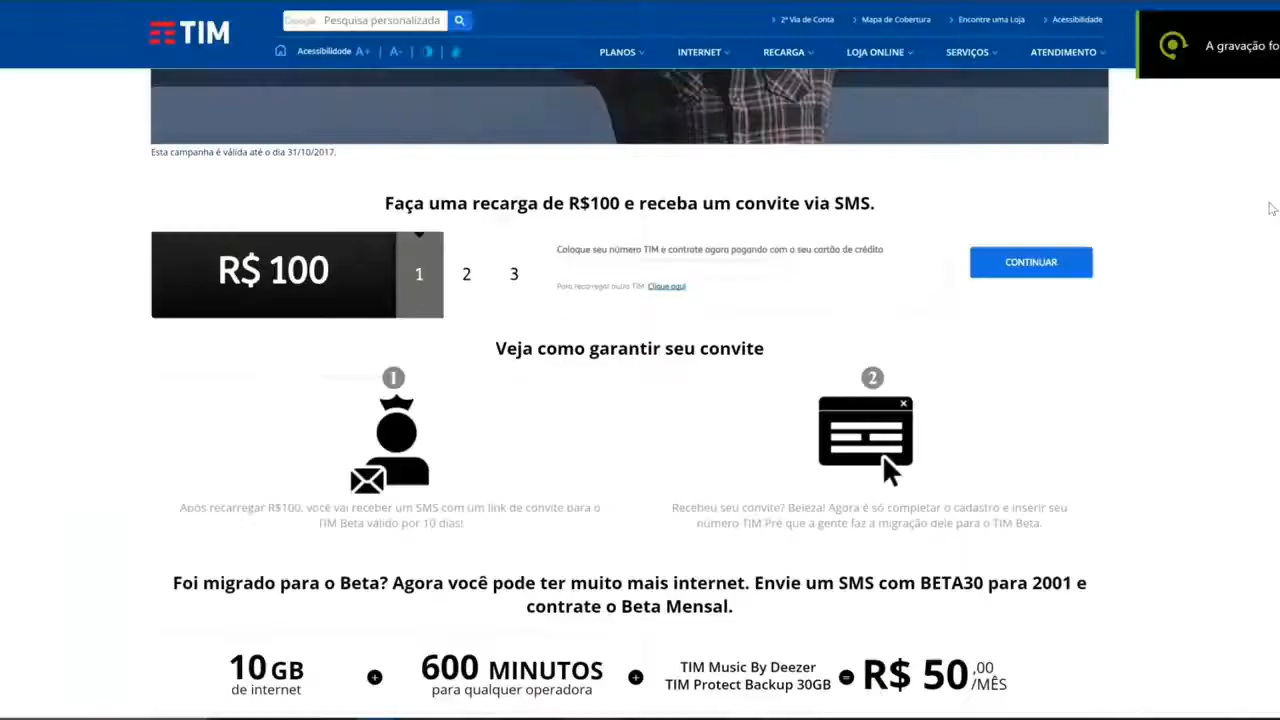 TIM
Google Pesquisa personalizada
2ª Via de Conta
Mapa de Cobertura
Encontre uma Loja
Acessibilidade
Acessibilidade A+ | A- | |
PLANOS
INTERNET
RECARGA
LOJA ONLINE
SERVIÇOS
ATENDIMENTO
A gravação fo
Esta campanha é válida até o dia 31/10/2017.
Faça uma recarga de R$100 e receba um convite via SMS.
R$ 100
1 2 3
Coloque seu número TIM e contrate agora pagando com o seu cartão de crédito
Para recarregar outro TIM Clique aqui
CONTINUAR
Veja como garantir seu convite
1
Após recarregar R$100, você vai receber um SMS com um link de convite para o
TIM Beta válido por 10 dias!
2
Recebeu seu convite? Beleza! Agora é só completar o cadastro e inserir seu
número TIM Pré que a gente faz a migração dele para o TIM Beta.
Foi migrado para o Beta? Agora você pode ter muito mais internet. Envie um SMS com BETA30 para 2001 e
contrate o Beta Mensal.
10 GB
de internet
+
600 MINUTOS
para qualquer operadora
+
TIM Music By Deezer
TIM Protect Backup 30GB
=
R$ 50,00
/MÊS